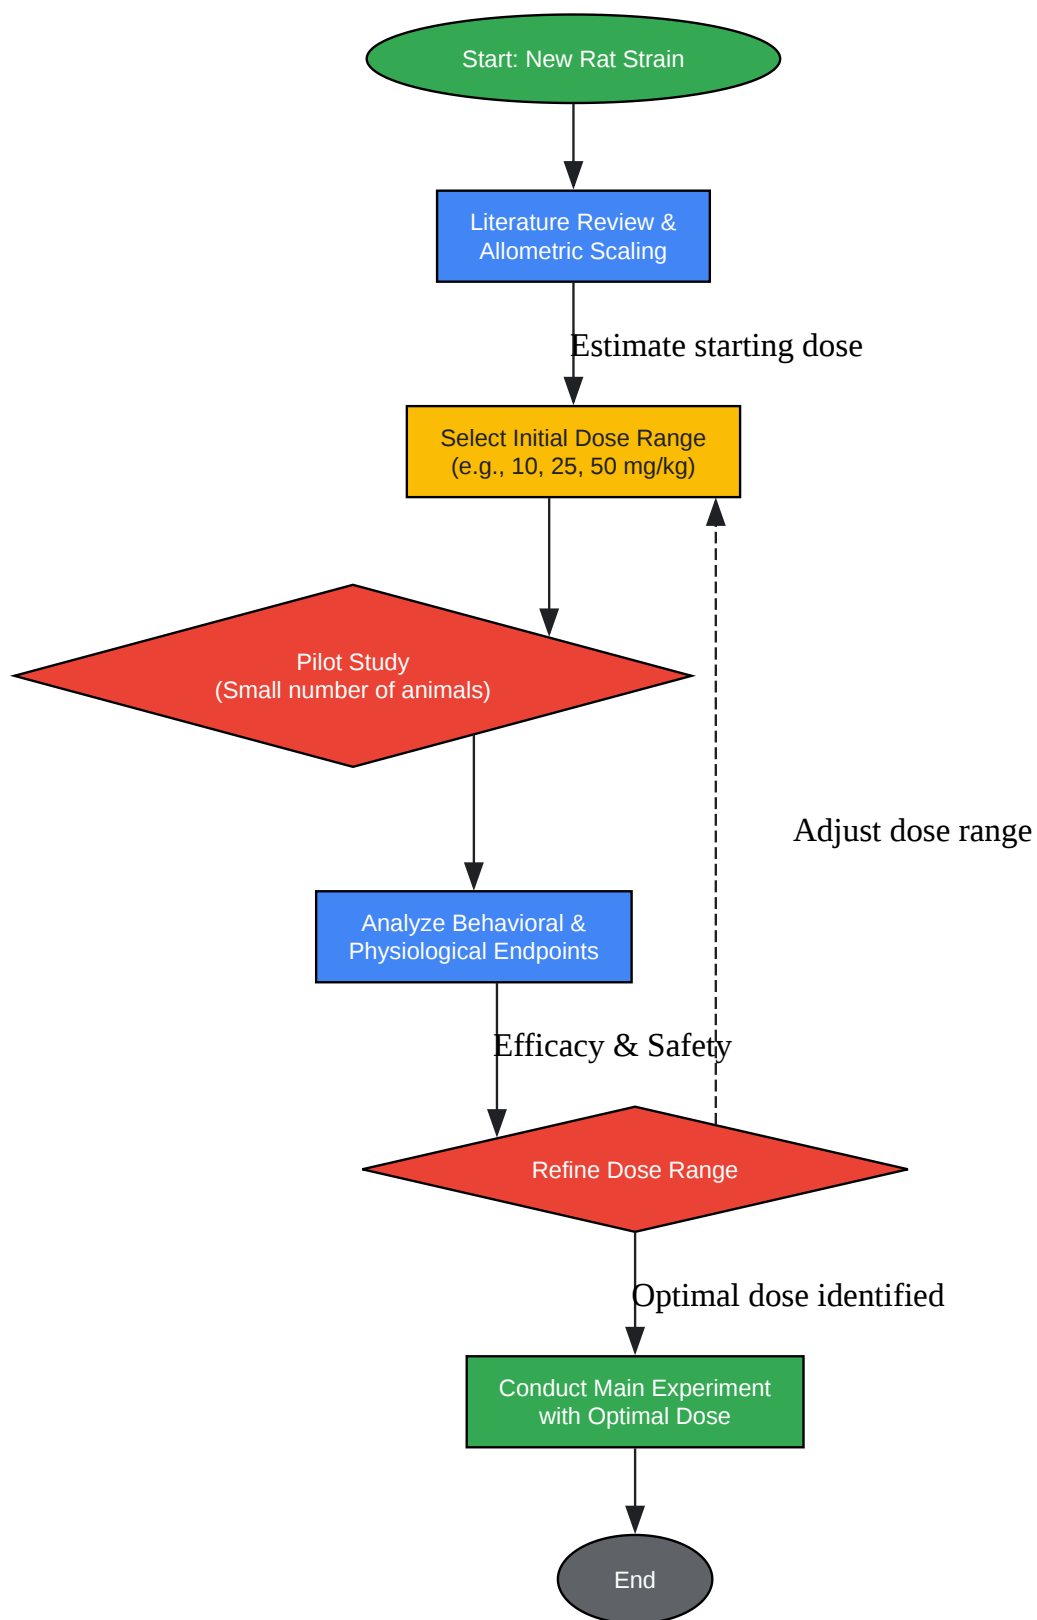 Start: New Rat Strain
Literature Review &
Allometric Scaling
Estimate starting dose
Select Initial Dose Range
(e.g., 10, 25, 50 mg/kg)
Pilot Study
(Small number of animals)
Adjust dose range
Analyze Behavioral &
Physiological Endpoints
Efficacy & Safety
Refine Dose Range
Optimal dose identified
Conduct Main Experiment
with Optimal Dose
End